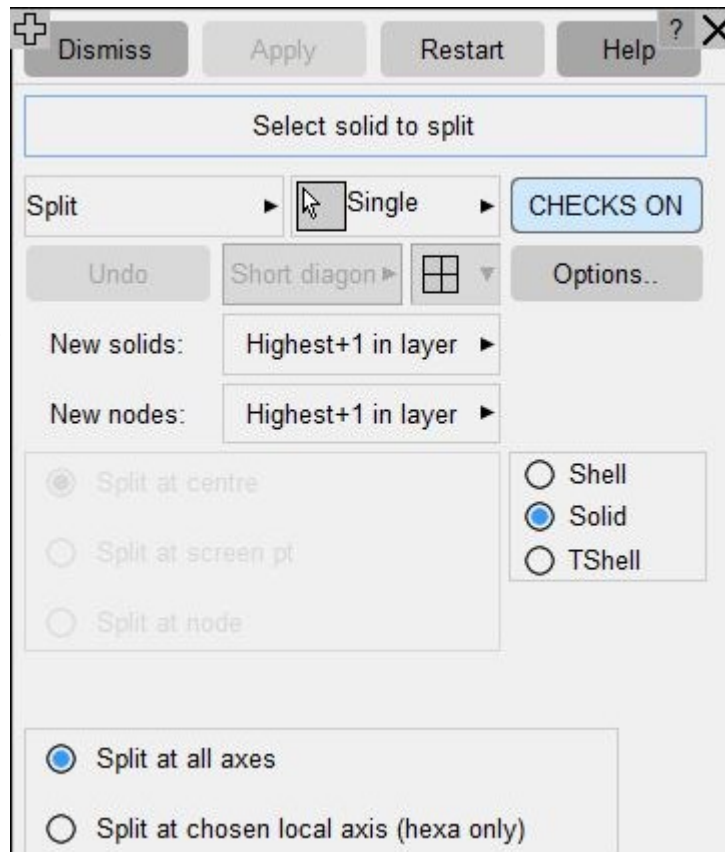 Dismiss Apply Restart Help ?
Select solid to split
Split Single CHECKS ON
Undo Short diagon Options..
New solids: Highest+1 in layer
New nodes: Highest+1 in layer
Split at centre
Split at screen pt
Split at node
Shell
Solid
TShell
Split at all axes
Split at chosen local axis (hexa only)